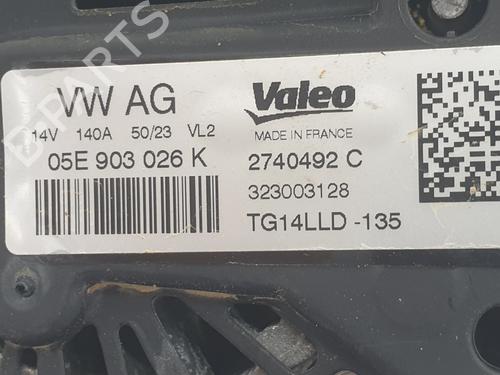 B-PARTS
VW AG
14V 140A 50/23 VL2
05E 903 026 K
Valeo
MADE IN FRANCE
2740492 C
323003128
TG14LLD -135